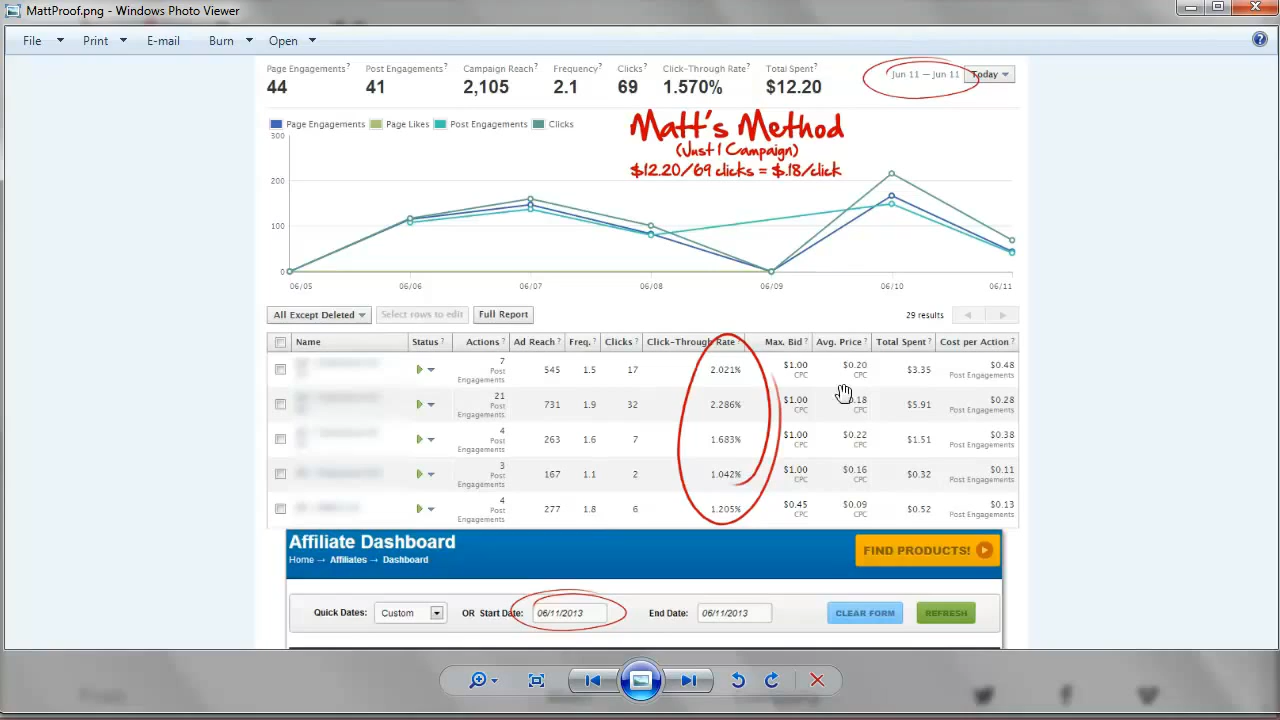 MattProof.png - Windows Photo Viewer
File Print E-mail Burn Open
Page Engagements? Post Engagements? Campaign Reach? Frequency? Clicks? Click-Through Rate? Total Spent?
44 41 2,105 2.1 69 1.570% $12.20
Jun 11 — Jun 11 Today
Page Engagements Page Likes Post Engagements Clicks
Matt's Method
(Just 1 Campaign)
$12.20/69 clicks = $.18/click
300
200
100
0
06/05 06/06 06/07 06/08 06/09 06/10 06/11
All Except Deleted Select rows to edit Full Report 29 results
Name Status? Actions? Ad Reach? Freq.? Clicks? Click-Through Rate? Max. Bid? Avg. Price? Total Spent? Cost per Action?
7 Post Engagements 545 1.5 17 2.021% $1.00 CPC $0.20 CPC $3.35 $0.48 Post Engagements
21 Post Engagements 731 1.9 32 2.286% $1.00 CPC .18 CPC $5.91 $0.28 Post Engagements
4 Post Engagements 263 1.6 7 1.683% $1.00 CPC $0.22 CPC $1.51 $0.38 Post Engagements
3 Post Engagements 167 1.1 2 1.042% $1.00 CPC $0.16 CPC $0.32 $0.11 Post Engagements
4 Post Engagements 277 1.8 6 1.205% $0.45 CPC $0.09 CPC $0.52 $0.13 Post Engagements
Affiliate Dashboard
Home → Affiliates → Dashboard
FIND PRODUCTS!
Quick Dates: Custom OR Start Date: 06/11/2013 End Date: 06/11/2013 CLEAR FORM REFRESH